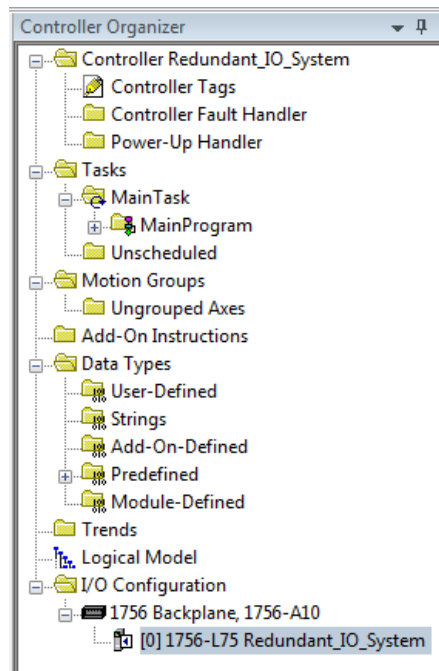 Controller Organizer
Controller Redundant_IO_System
Controller Tags
Controller Fault Handler
Power-Up Handler
Tasks
MainTask
MainProgram
Unscheduled
Motion Groups
Ungrouped Axes
Add-On Instructions
Data Types
User-Defined
Strings
Add-On-Defined
Predefined
Module-Defined
Trends
Logical Model
I/O Configuration
1756 Backplane, 1756-A10
[0] 1756-L75 Redundant_IO_System